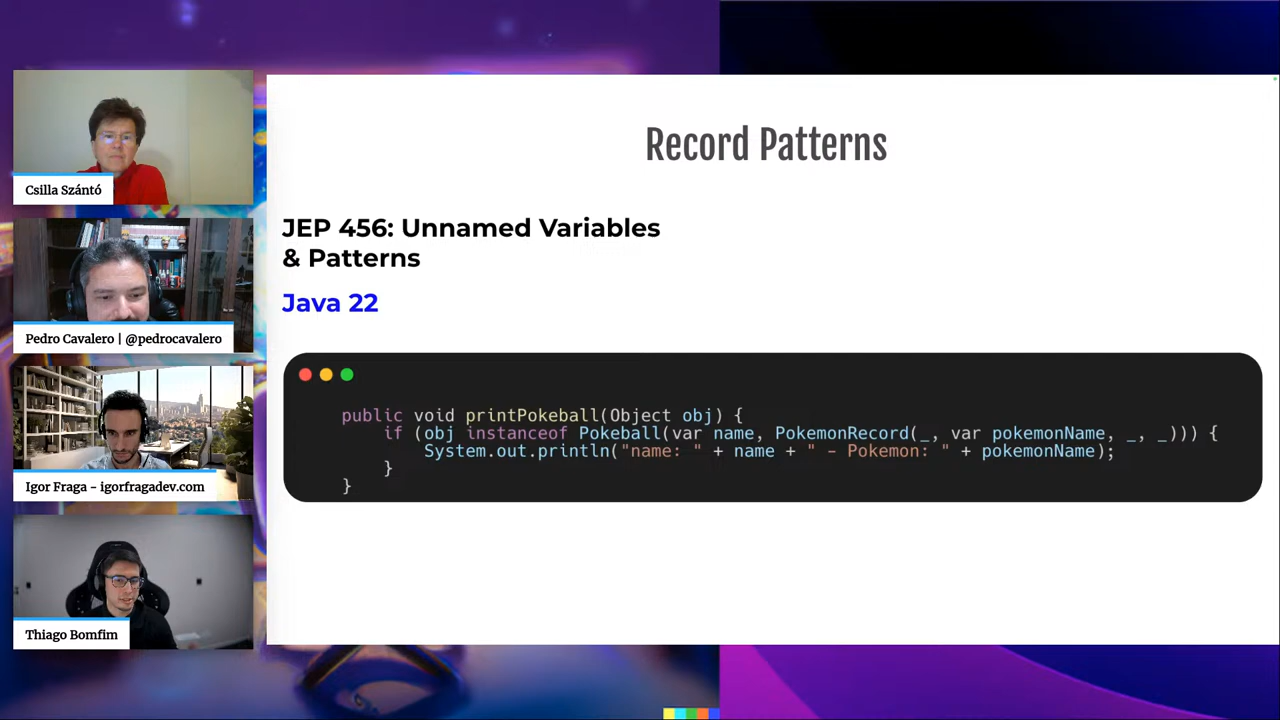 Csilla Szántó
Pedro Cavalero | @pedrocavalero
Igor Fraga - igorfragadev.com
Thiago Bomfim
Record Patterns
JEP 456: Unnamed Variables
& Patterns
Java 22
public void printPokeball(Object obj) {
if (obj instanceof Pokeball(var name, PokemonRecord(_, var pokemonName, _, _))) {
System.out.println("name: " + name + " - Pokemon: " + pokemonName);
}
}